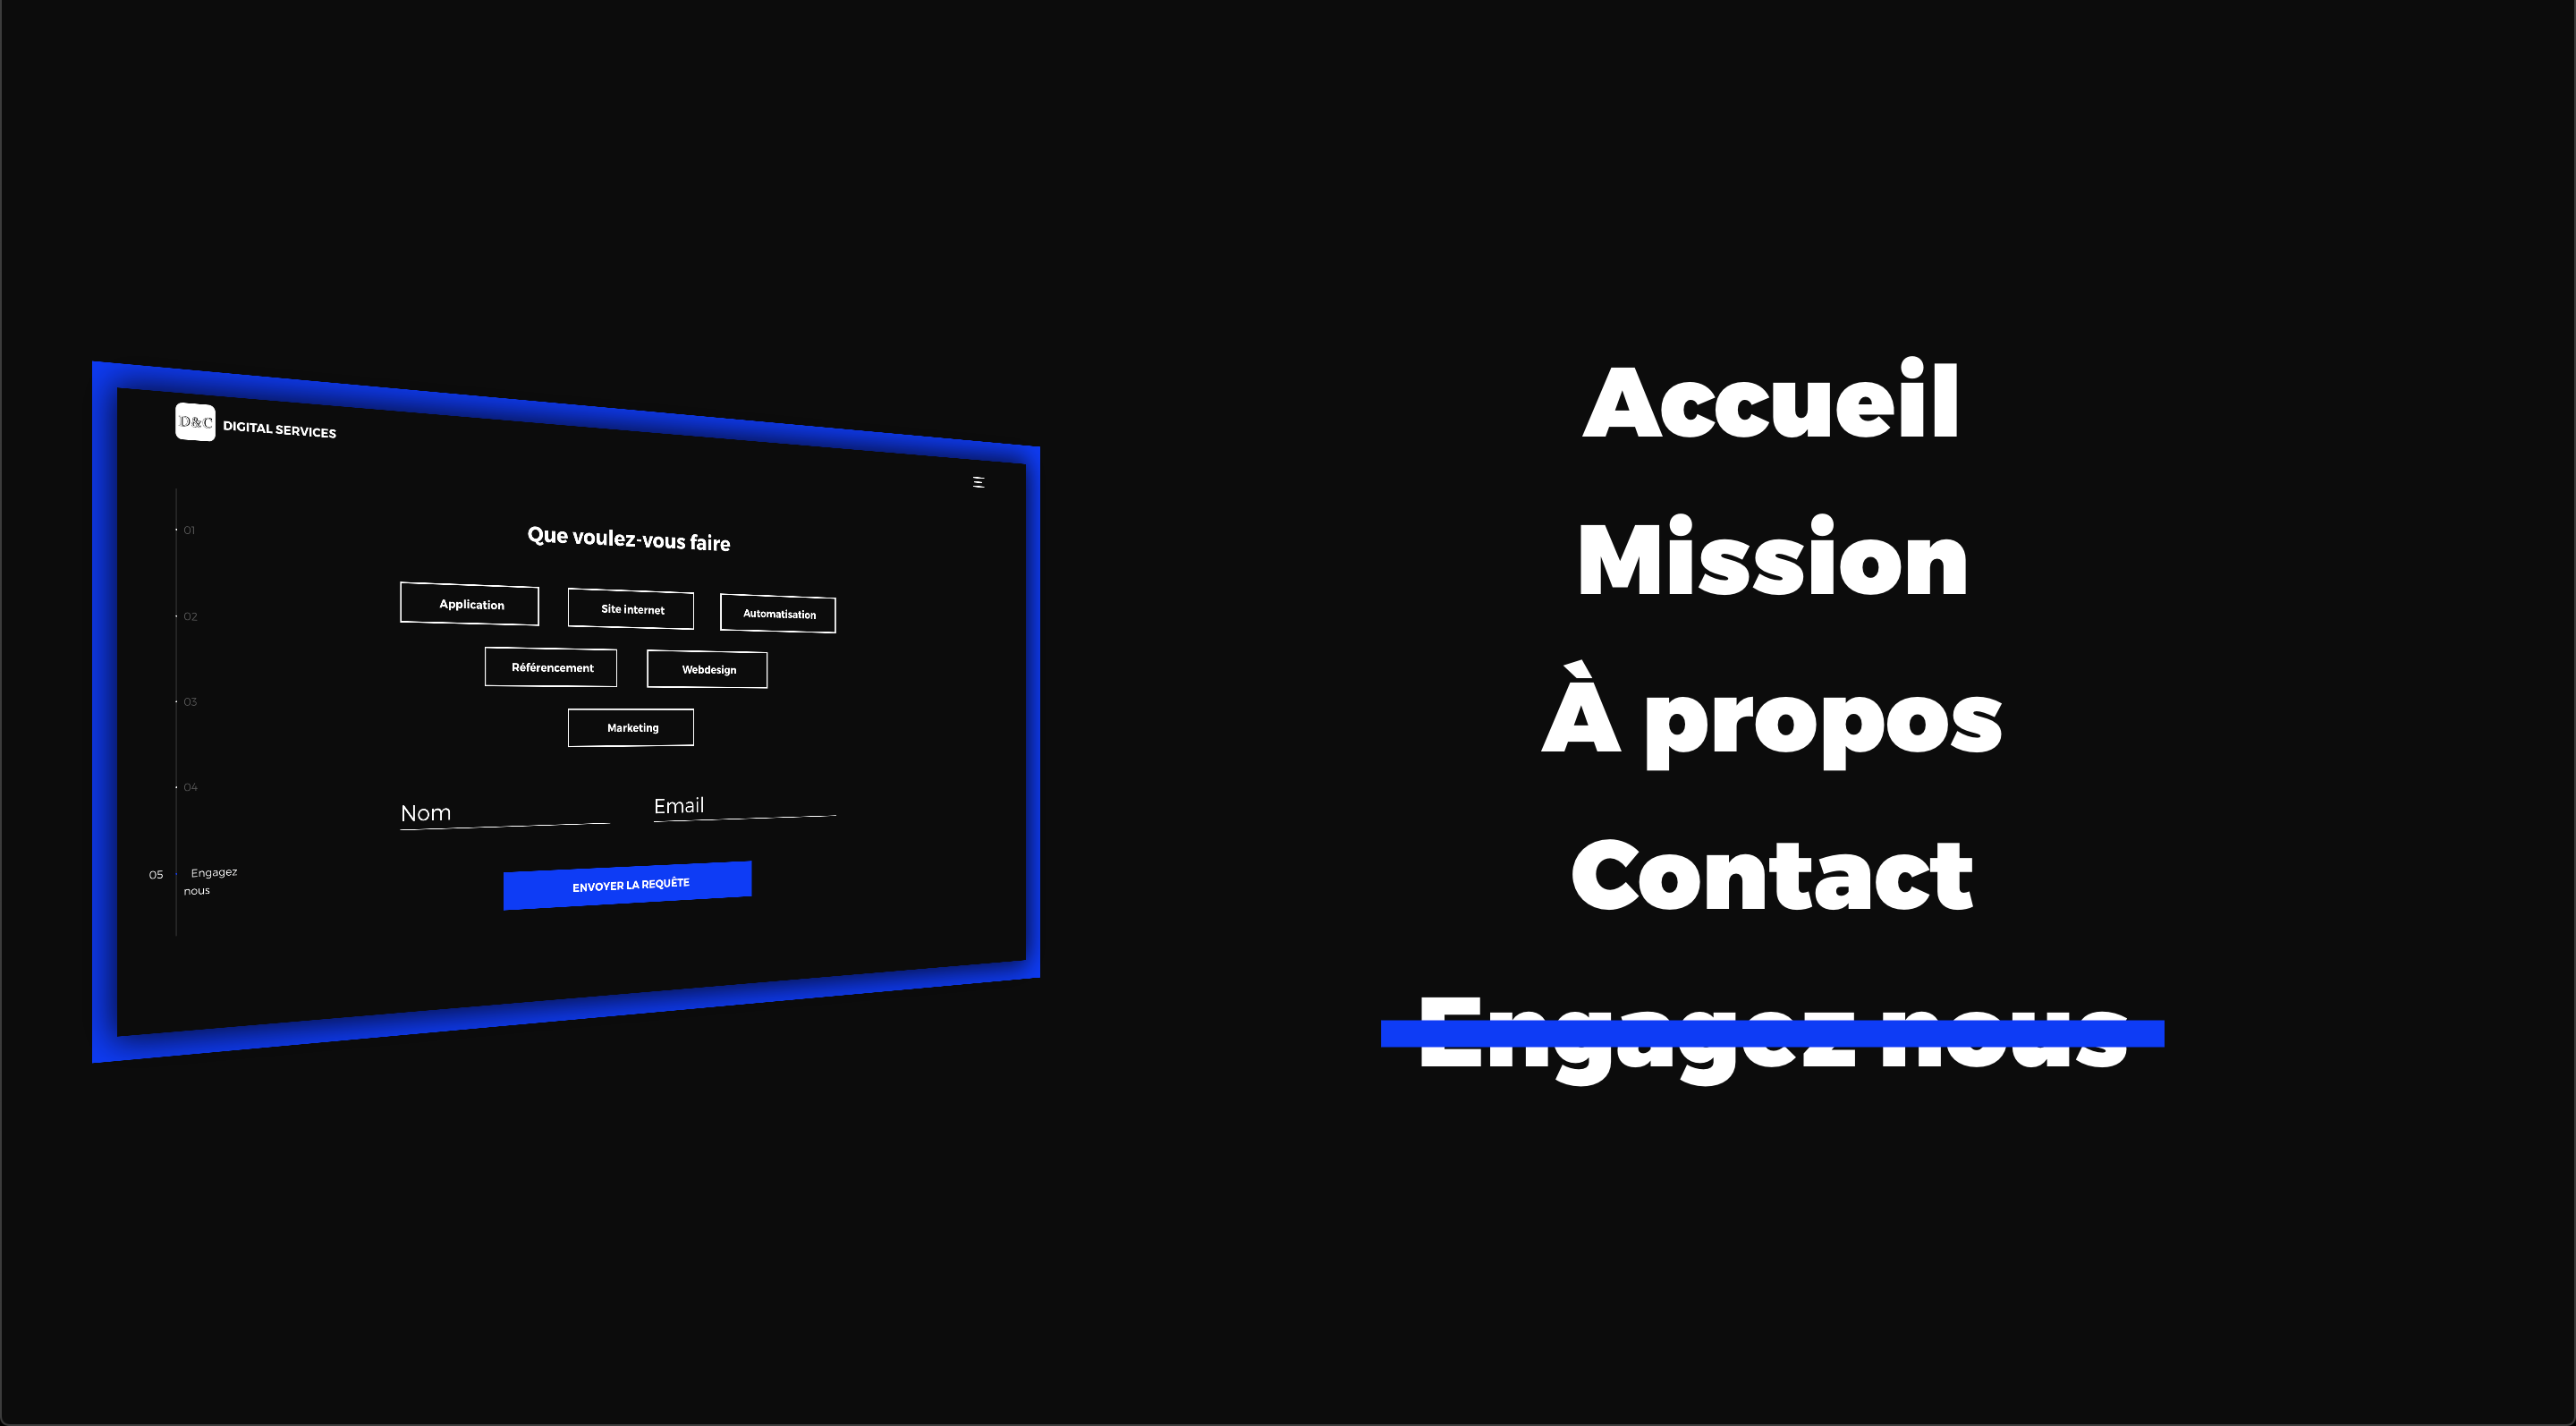 D&C
DIGITAL SERVICES
01
02
03
04
05 Engagez
nous
Que voulez-vous faire
Application
Site internet
Automatisation
Référencement
Webdesign
Marketing
Nom
Email
ENVOYER LA REQUÊTE
Accueil
Mission
À propos
Contact
Engagez nous